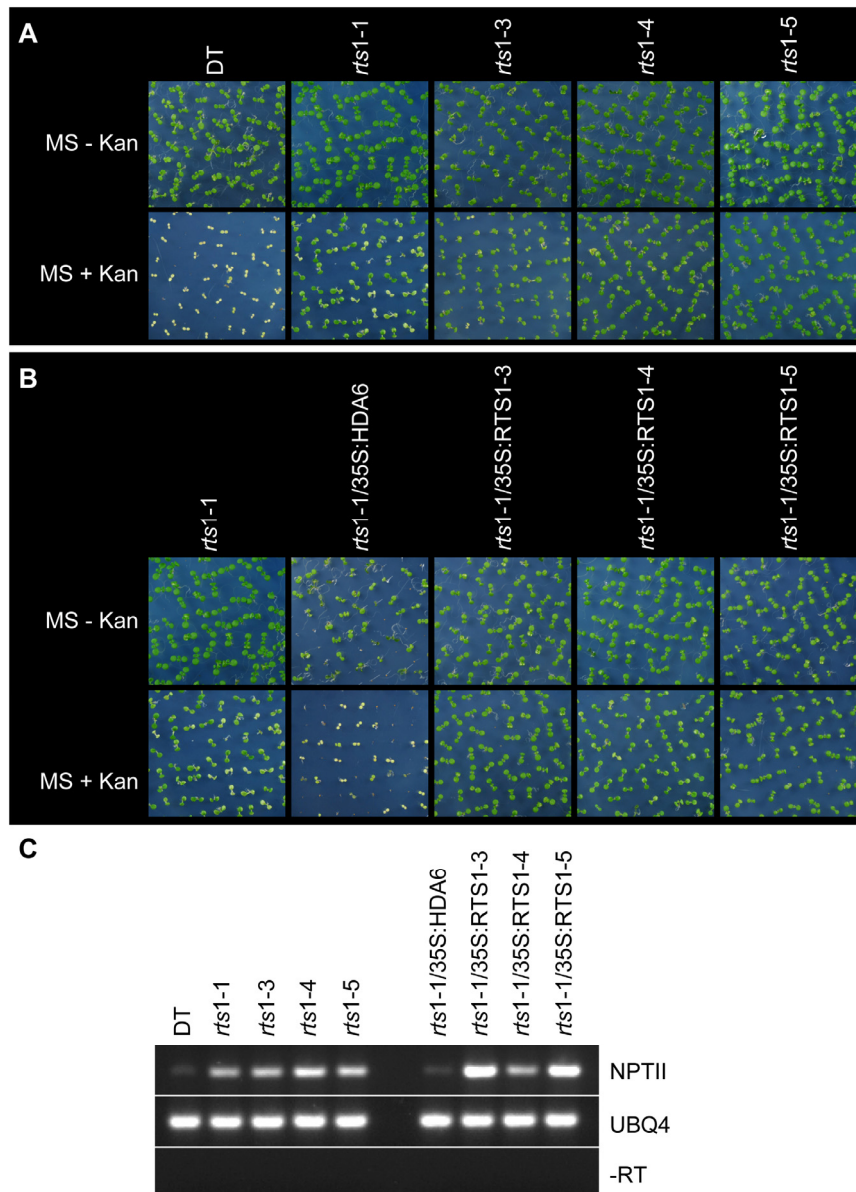 A
DT
rts1-1
rts1-3
rts1-4
rts1-5
MS - Kan
MS + Kan
B
rts1-1
rts1-1/35S:HDA6
rts1-1/35S:RTS1-3
rts1-1/35S:RTS1-4
rts1-1/35S:RTS1-5
MS - Kan
MS + Kan
C
DT
rts1-1
rts1-3
rts1-4
rts1-5
rts1-1/35S:HDA6
rts1-1/35S:RTS1-3
rts1-1/35S:RTS1-4
rts1-1/35S:RTS1-5
NPTII
UBQ4
-RT